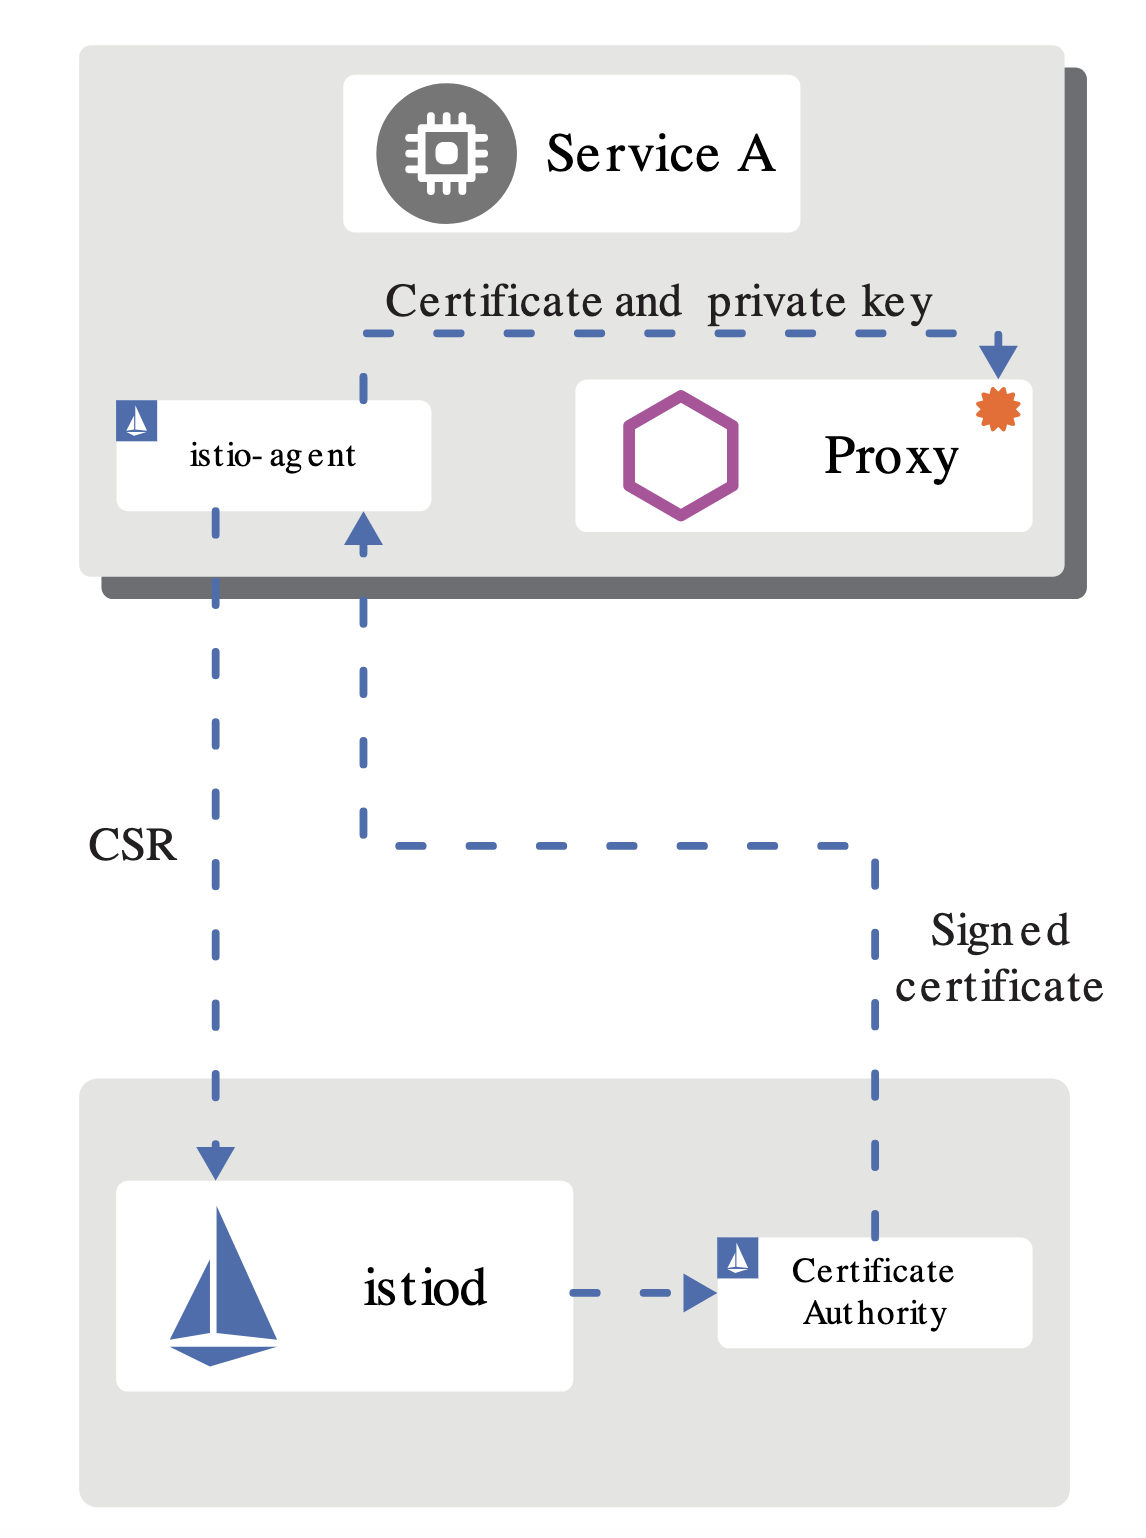 Service A
Certificate and private key
istio-agent
Proxy
CSR
Signed
certificate
istiod
Certificate
Authority